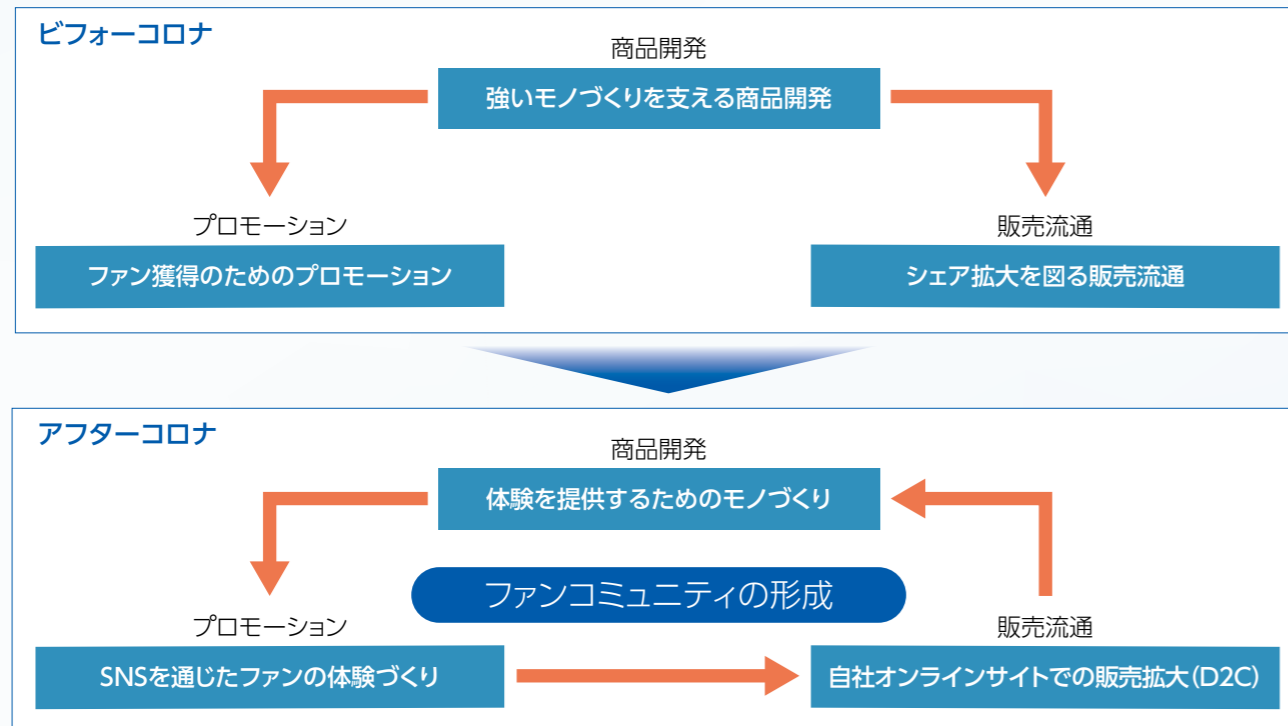 ビフォーコロナ
商品開発
強いモノづくりを支える商品開発
プロモーション
販売流通
ファン獲得のためのプロモーション
シェア拡大を図る販売流通
アフターコロナ
商品開発
体験を提供するためのモノづくり
ファンコミュニティの形成
プロモーション
販売流通
SNSを通じたファンの体験づくり
自社オンラインサイトでの販売拡大(D2C)